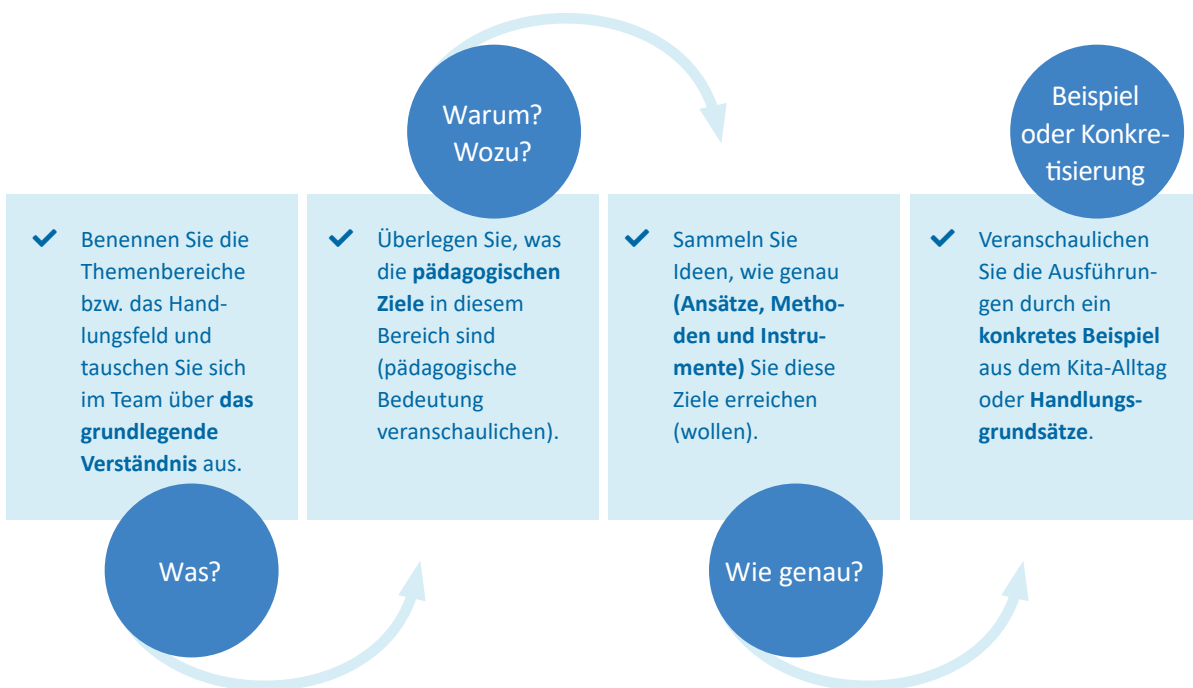 Was?
Benennen Sie die
Themenbereiche
bzw. das Hand-
lungsfeld und
tauschen Sie sich
im Team über das
grundlegende
Verständnis aus.
Warum?
Wozu?
Überlegen Sie, was
die pädagogischen
Ziele in diesem
Bereich sind
(pädagogische
Bedeutung
veranschaulichen).
Wie genau?
Sammeln Sie
Ideen, wie genau
(Ansätze, Metho-
den und Instru-
mente) Sie diese
Ziele erreichen
(wollen).
Beispiel
oder Konkre-
tisierung
Veranschaulichen
Sie die Ausführun-
gen durch ein
konkretes Beispiel
aus dem Kita-Alltag
oder Handlungs-
grundsätze.